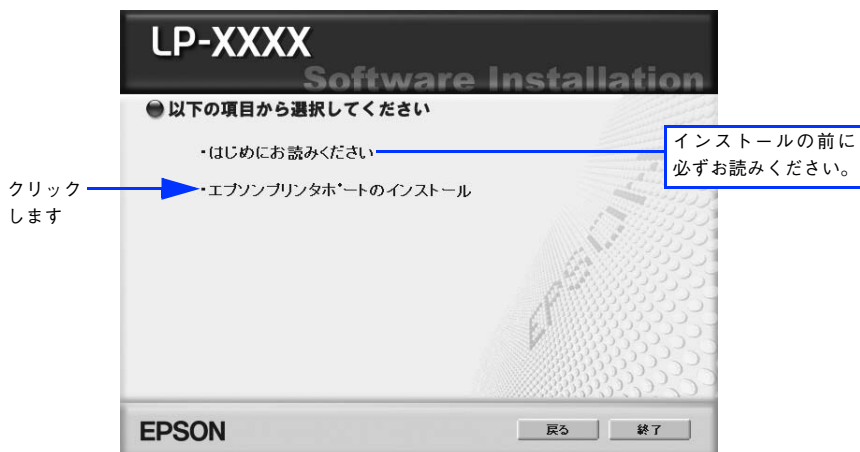 LP-XXXX
Software Installation
以下の項目から選択してください
・はじめにお読みください
インストールの前に
必ずお読みください。
クリック
します
・エプソンプリンタポートのインストール
EPSON
EPSON
戻る
終了